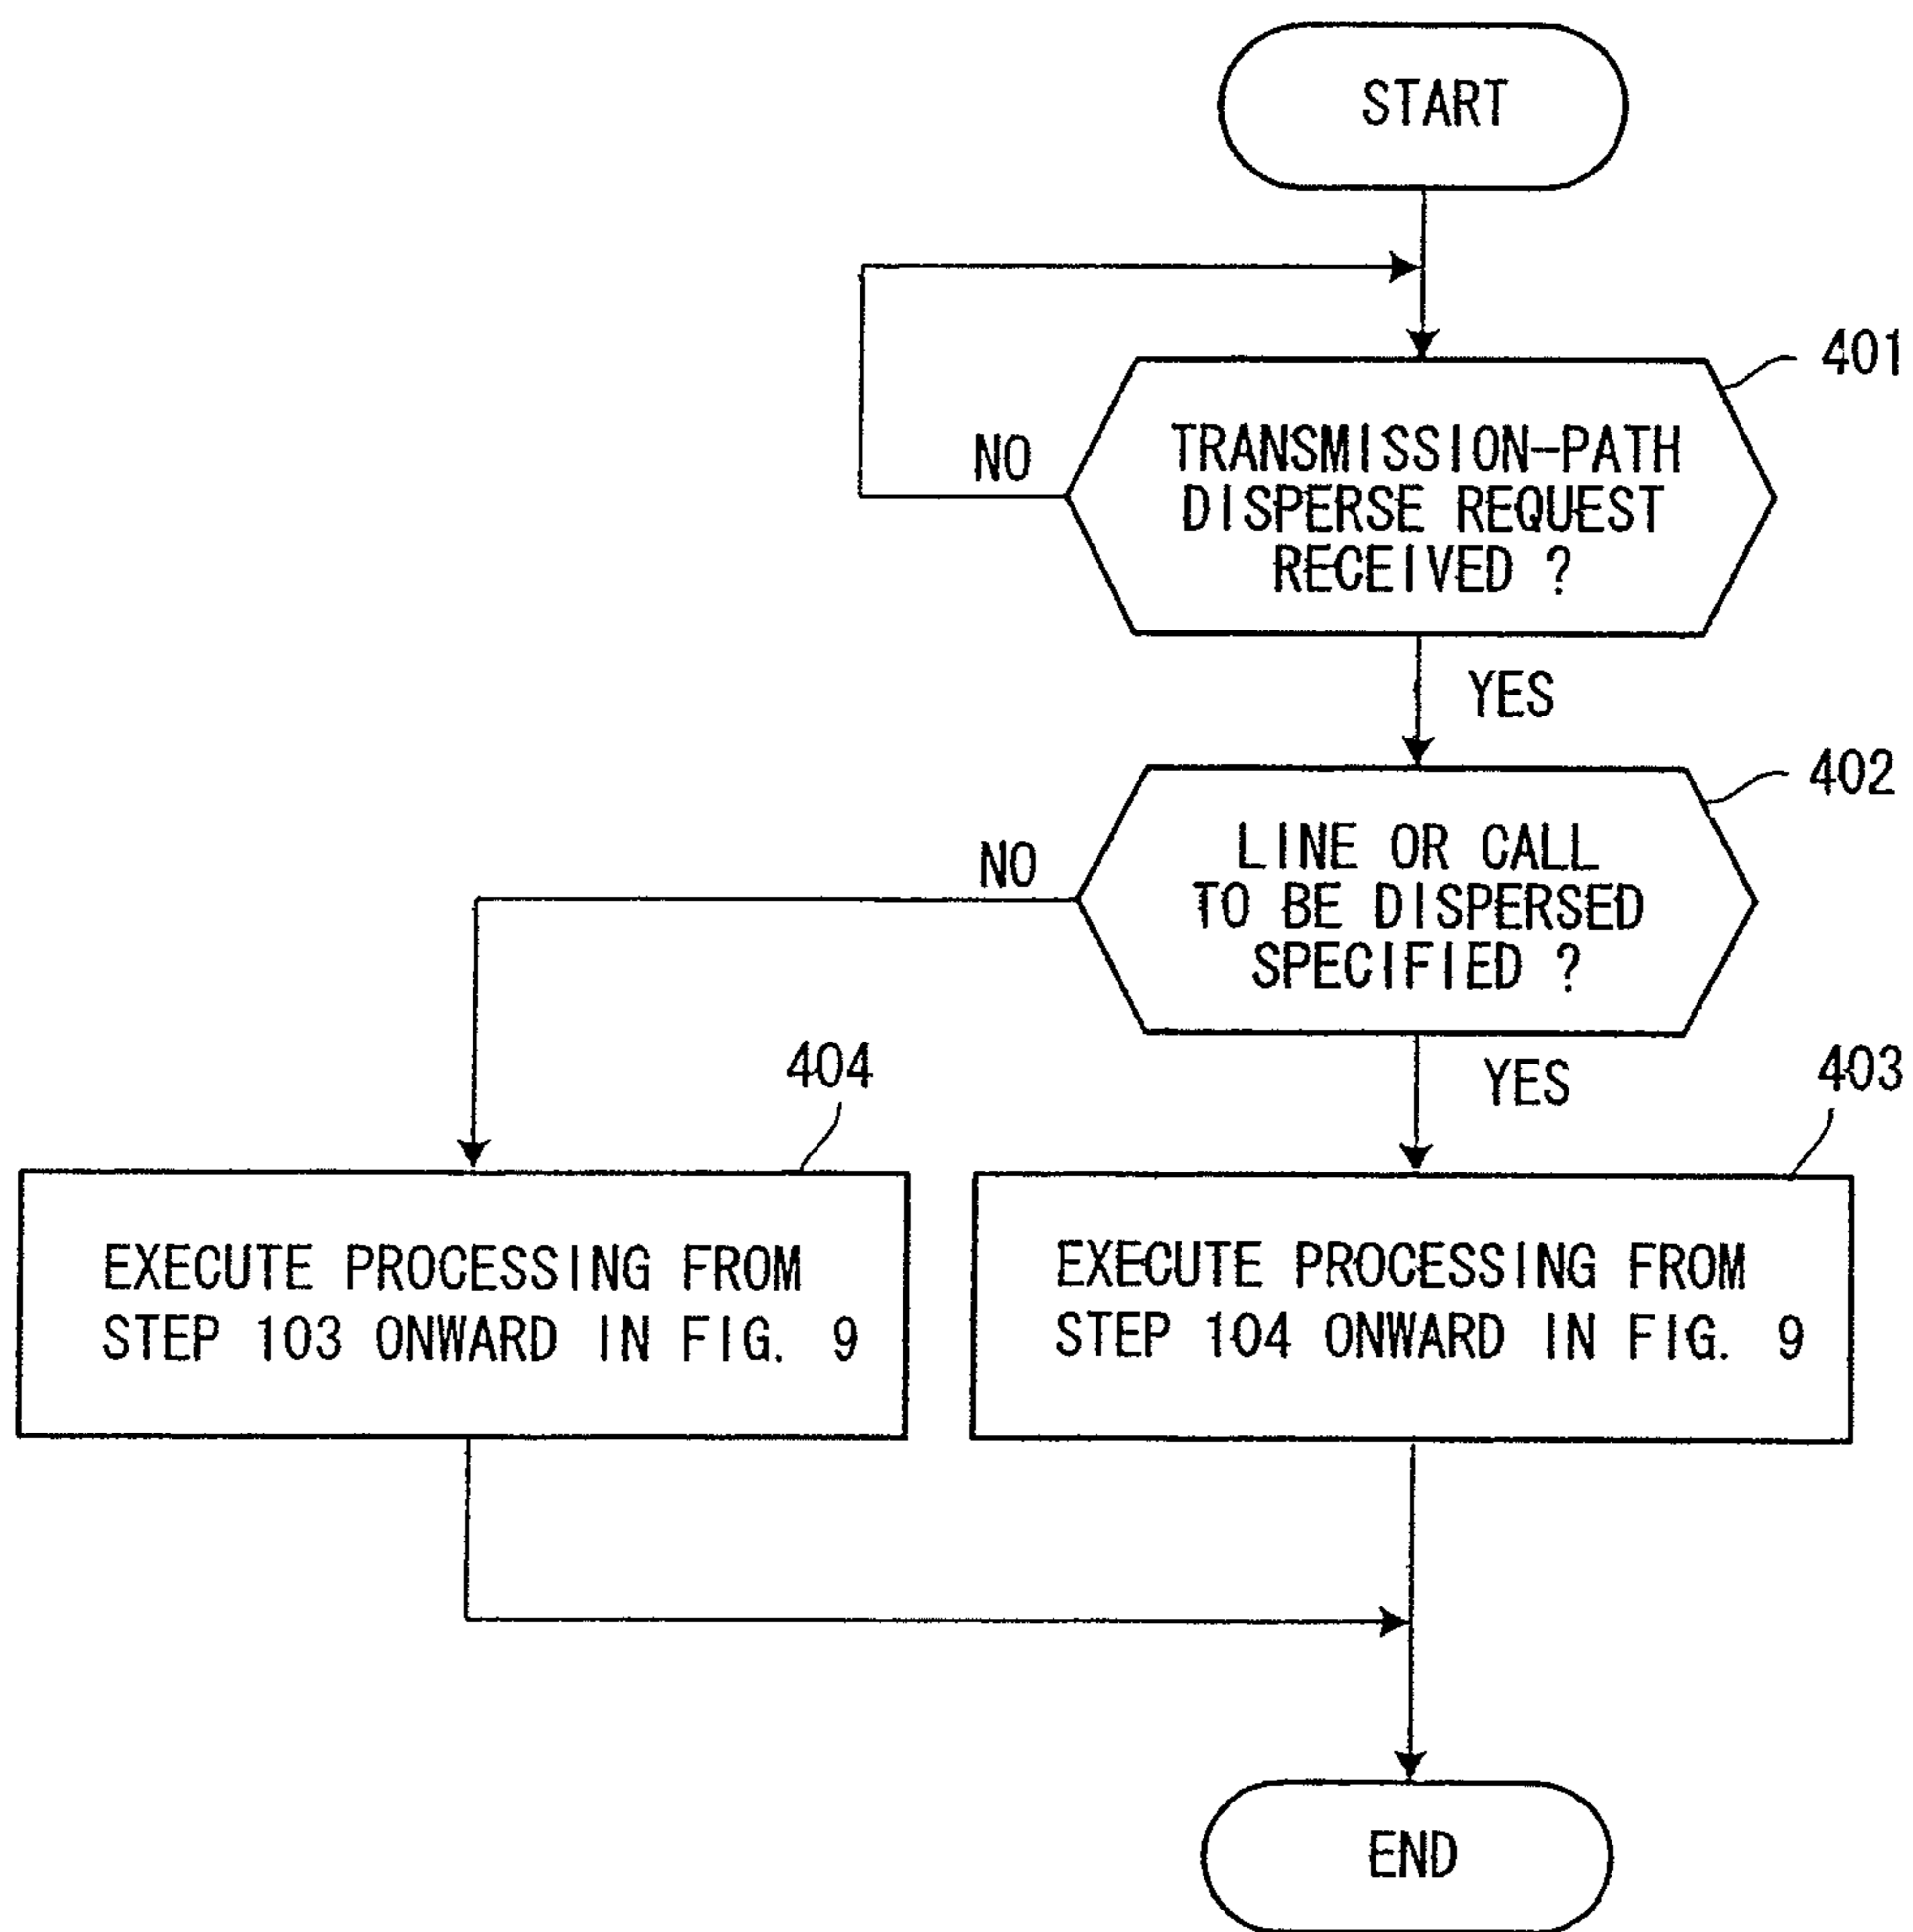 START
401
NO
TRANSMISSION-PATH
DISPERSE REQUEST
RECEIVED ?
YES
402
NO
LINE OR CALL
TO BE DISPERSED
SPECIFIED ?
YES
404
403
EXECUTE PROCESSING FROM
STEP 103 ONWARD IN FIG. 9
EXECUTE PROCESSING FROM
STEP 104 ONWARD IN FIG. 9
END